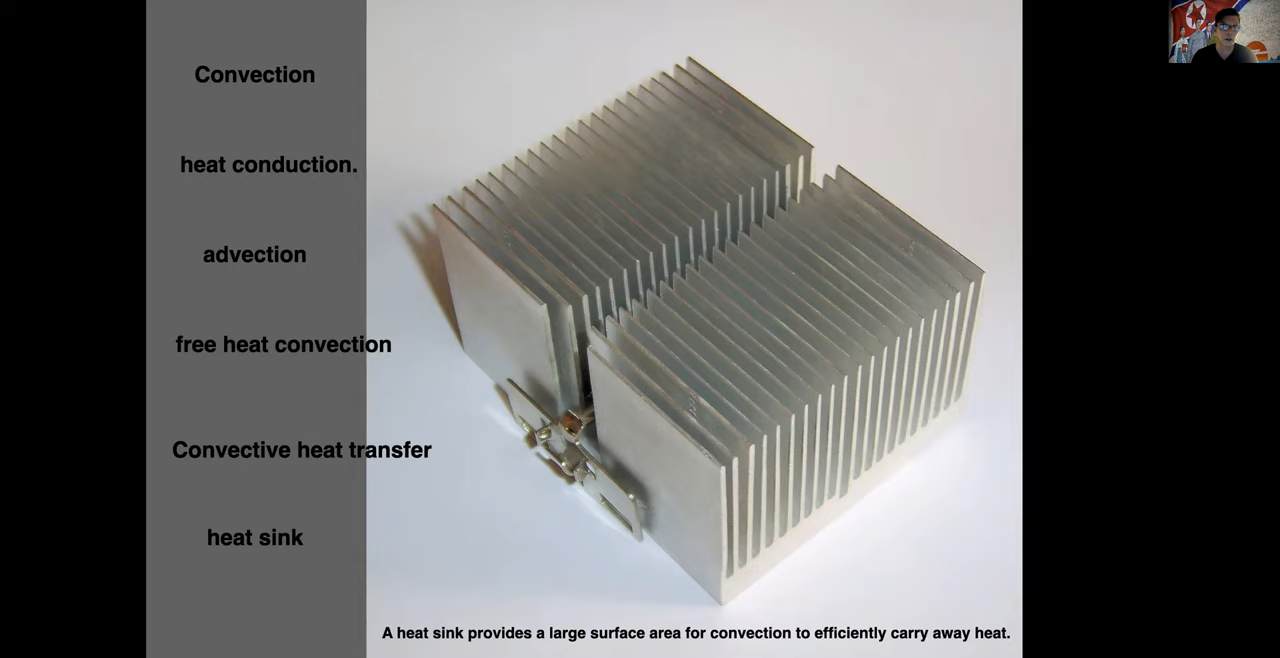 Convection
heat conduction.
advection
free heat convection
Convective heat transfer
heat sink
A heat sink provides a large surface area for convection to efficiently carry away heat.